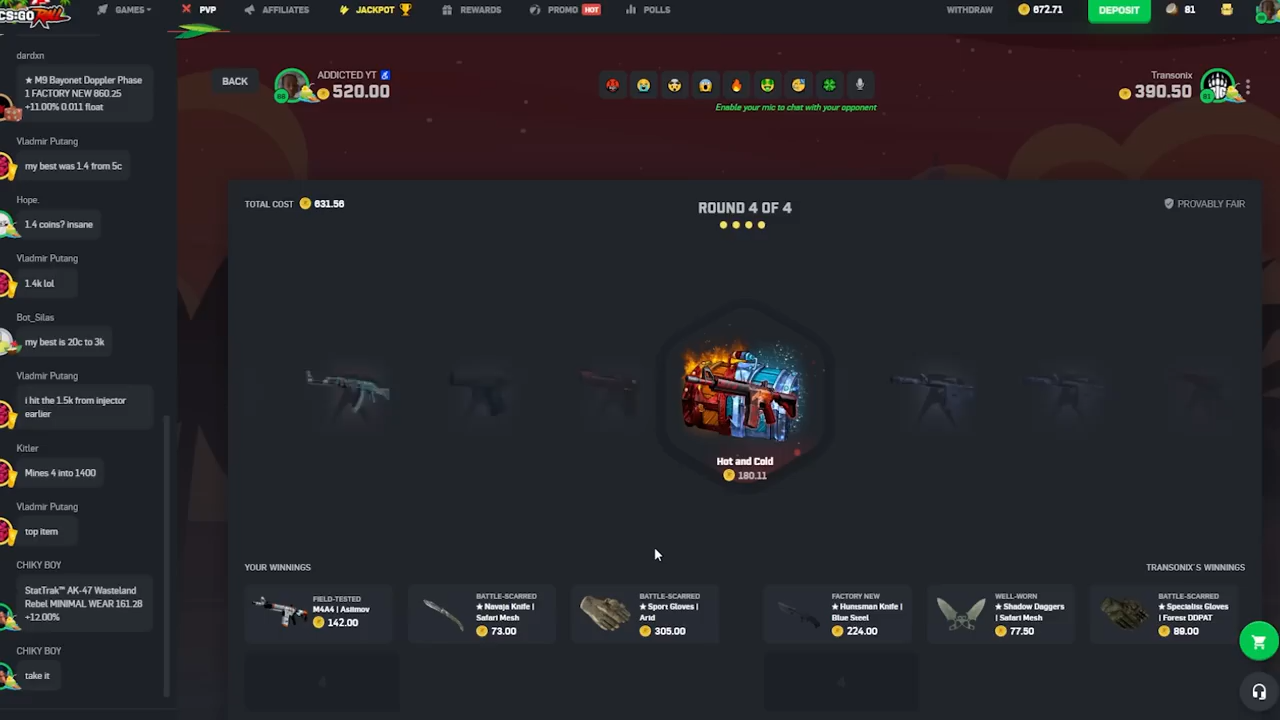 CS:GO
GAMES
PVP
AFFILIATES
JACKPOT
REWARDS
PROMO HOT
POLLS
WITHDRAW
672.71
DEPOSIT
81
dardxn
★ M9 Bayonet Doppler Phase
1 FACTORY NEW 860.25
+11.00% 0.011 float
Vladmir Putang
my best was 1.4 from 5c
Hope.
1.4 coins? insane
Vladmir Putang
1.4k lol
Bot_Silas
my best is 20c to 3k
Vladmir Putang
i hit the 1.5k from injector
earlier
Kitler
Mines 4 into 1400
Vladmir Putang
top item
CHIKY BOY
StatTrak™ AK-47 Wasteland
Rebel MINIMAL WEAR 161.28
+12.00%
CHIKY BOY
take it
BACK
ADDICTED YT
520.00
Enable your mic to chat with your opponent
Transonix
390.50
TOTAL COST 631.56
ROUND 4 OF 4
PROVABLY FAIR
Hot and Cold
180.11
YOUR WINNINGS
TRANSONIX'S WINNINGS
FIELD-TESTED
M4A4 | Asiimov
142.00
BATTLE-SCARRED
★ Navaja Knife |
Safari Mesh
73.00
BATTLE-SCARRED
★ Sport Gloves |
Arid
305.00
FACTORY NEW
★ Huntsman Knife |
Blue Steel
224.00
WELL-WORN
★ Shadow Daggers
| Safari Mesh
77.50
BATTLE-SCARRED
★ Specialist Gloves
| Forest DDPAT
89.00
4
4